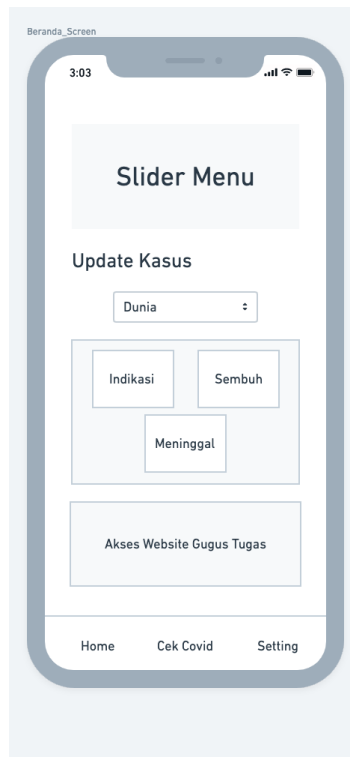 Beranda_Screen
3:03
Slider Menu
Update Kasus
Dunia
Indikasi
Sembuh
Meninggal
Akses Website Gugus Tugas
Home
Cek Covid
Setting